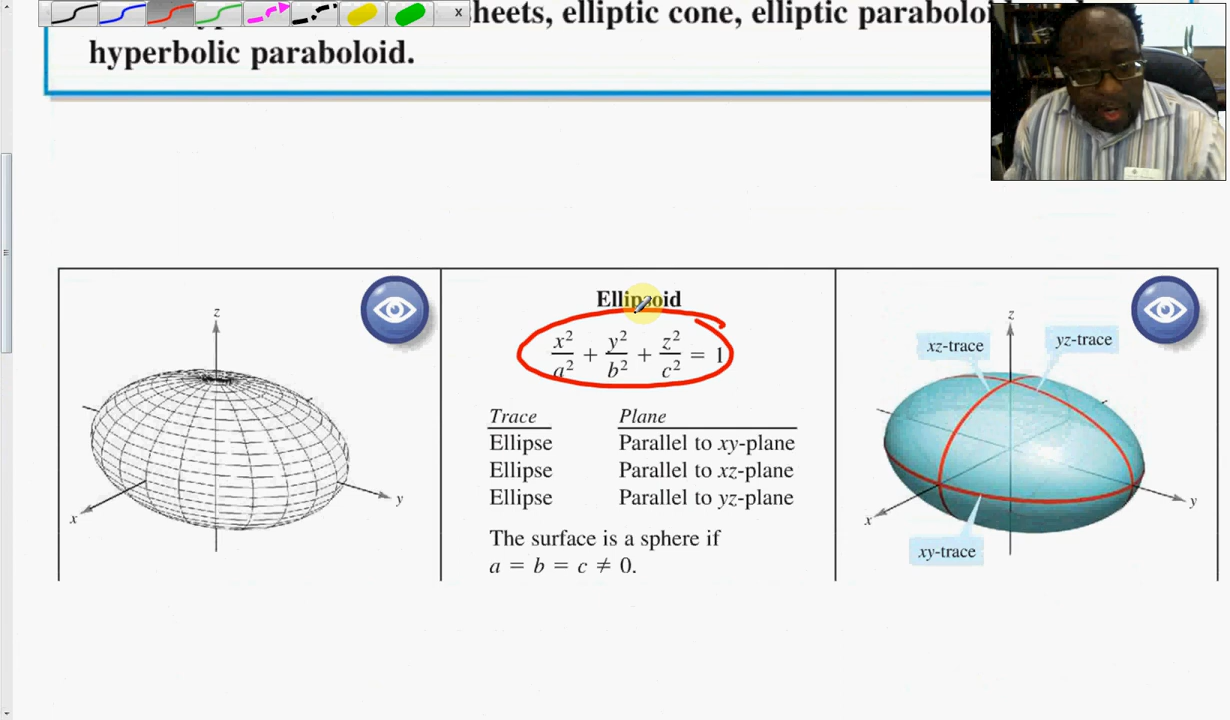 heets, elliptic cone, elliptic paraboloi
hyperbolic paraboloid.
x
z
y
x
Ellipsoid
x² y² z²
— + — + — = 1
a² b² c²
Trace Plane
Ellipse Parallel to xy-plane
Ellipse Parallel to xz-plane
Ellipse Parallel to yz-plane
The surface is a sphere if
a = b = c ≠ 0.
z
xz-trace
yz-trace
y
x
xy-trace